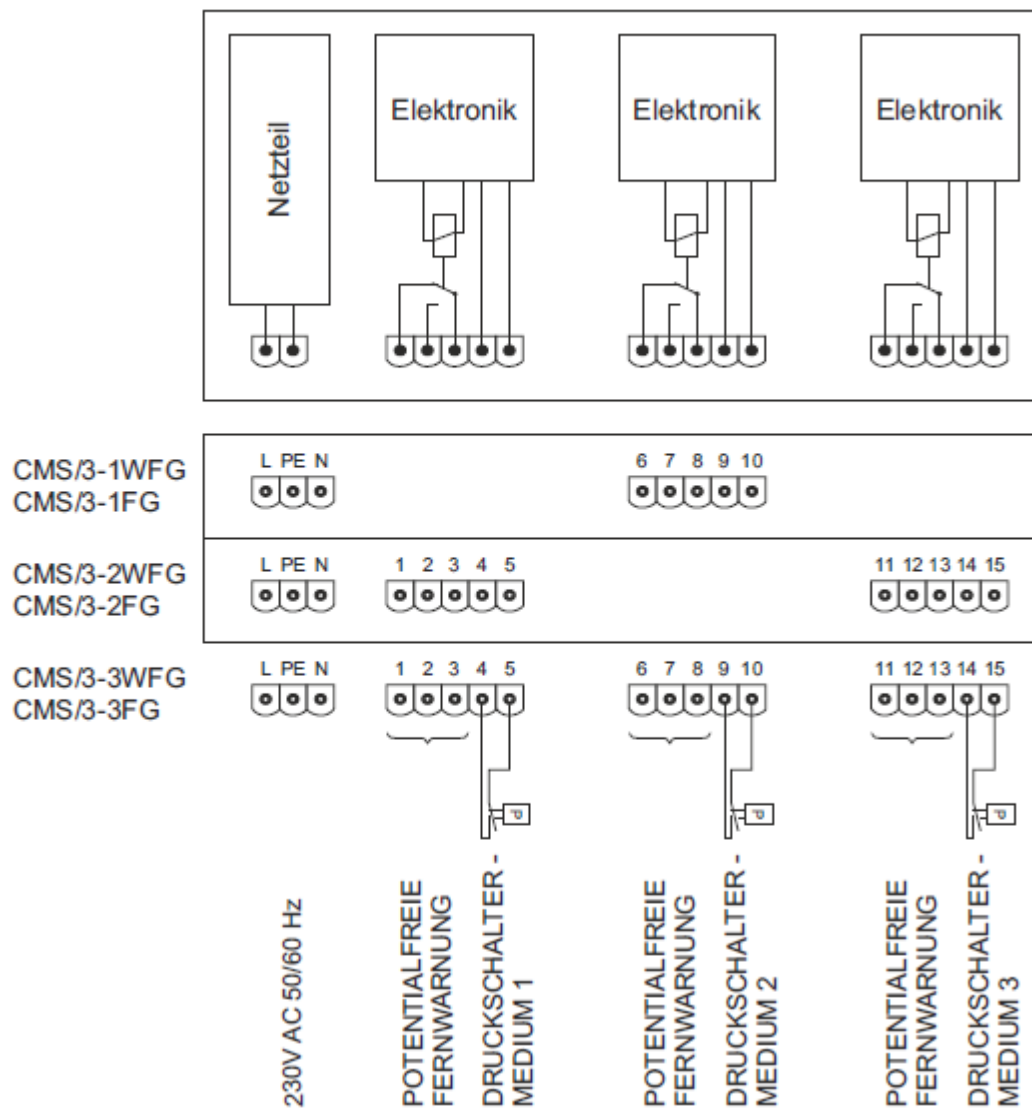 Netzteil
Elektronik
Elektronik
Elektronik
CMS/3-1WFG
CMS/3-1FG
L PE N
6 7 8 9 10
CMS/3-2WFG
CMS/3-2FG
L PE N
1 2 3 4 5
11 12 13 14 15
CMS/3-3WFG
CMS/3-3FG
L PE N
1 2 3 4 5
6 7 8 9 10
11 12 13 14 15
P
P
P
230V AC 50/60 Hz
POTENTIALFREIE
FERNWARNUNG
DRUCKSCHALTER -
MEDIUM 1
POTENTIALFREIE
FERNWARNUNG
DRUCKSCHALTER -
MEDIUM 2
POTENTIALFREIE
FERNWARNUNG
DRUCKSCHALTER -
MEDIUM 3